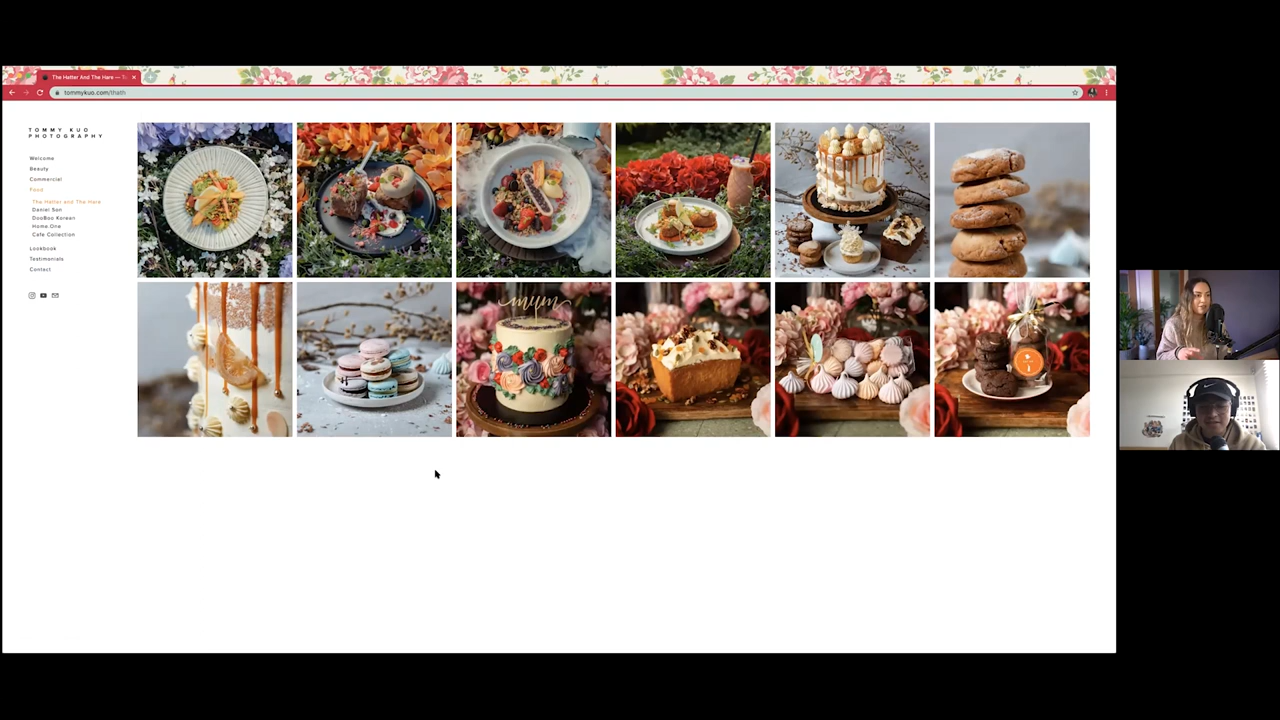 The Hatter And The Hare — T
tommykuo.com/thath
TOMMY KUO
PHOTOGRAPHY
Welcome
Beauty
Commercial
Food
The Hatter and The Hare
Daniel Son
DooBoo Korean
Home.One
Cafe Collection
Lookbook
Testimonials
Contact
mum